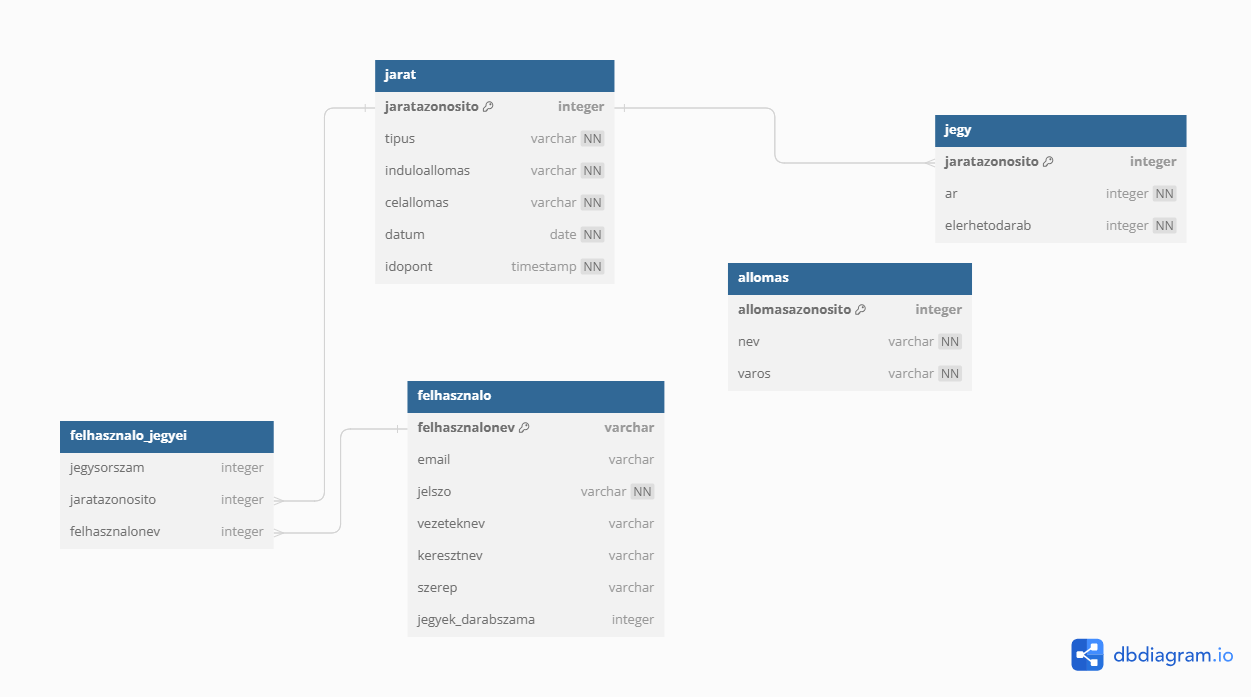 jarat
jaratazonosito integer
tipus varchar NN
induloallomas varchar NN
celallomas varchar NN
datum date NN
idopont timestamp NN
jegy
jaratazonosito integer
ar integer NN
elerhetodarab integer NN
allomas
allomasazonosito integer
nev varchar NN
varos varchar NN
felhasznalo
felhasznalonev varchar
email varchar
jelszo varchar NN
vezeteknev varchar
keresztnev varchar
szerep varchar
jegyek_darabszama integer
felhasznalo_jegyei
jegysorszam integer
jaratazonosito integer
felhasznalonev integer
dbdiagram.io